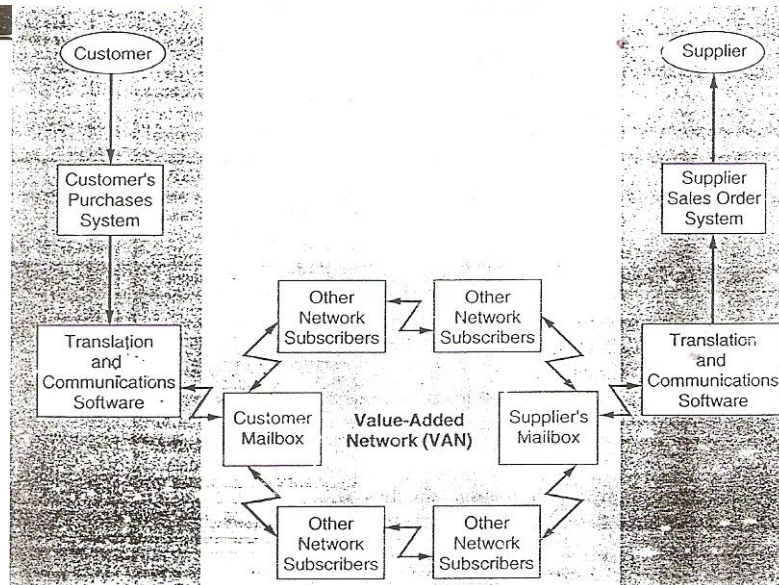 Customer
Supplier
Customer's
Purchases
System
Supplier
Sales Order
System
Other
Network
Subscribers
Other
Network
Subscribers
Translation
and
Communications
Software
Translation
and
Communications
Software
Customer
Mailbox
Value-Added
Network (VAN)
Supplier's
Mailbox
Other
Network
Subscribers
Other
Network
Subscribers